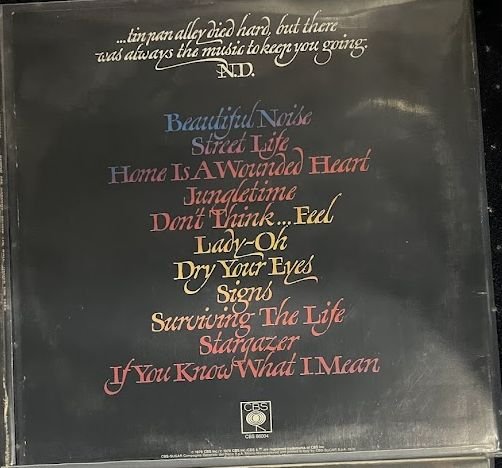 ...tin pan alley died hard, but there
was always the music to keep you going.
N.D.
Beautiful Noise
Street Life
Home Is A Wounded Heart
Jungletime
Don't Think...Feel
Lady-Oh
Dry Your Eyes
Signs
Surviving The Life
Stargazer
If You Know What I Mean
CBS
CBS 86004